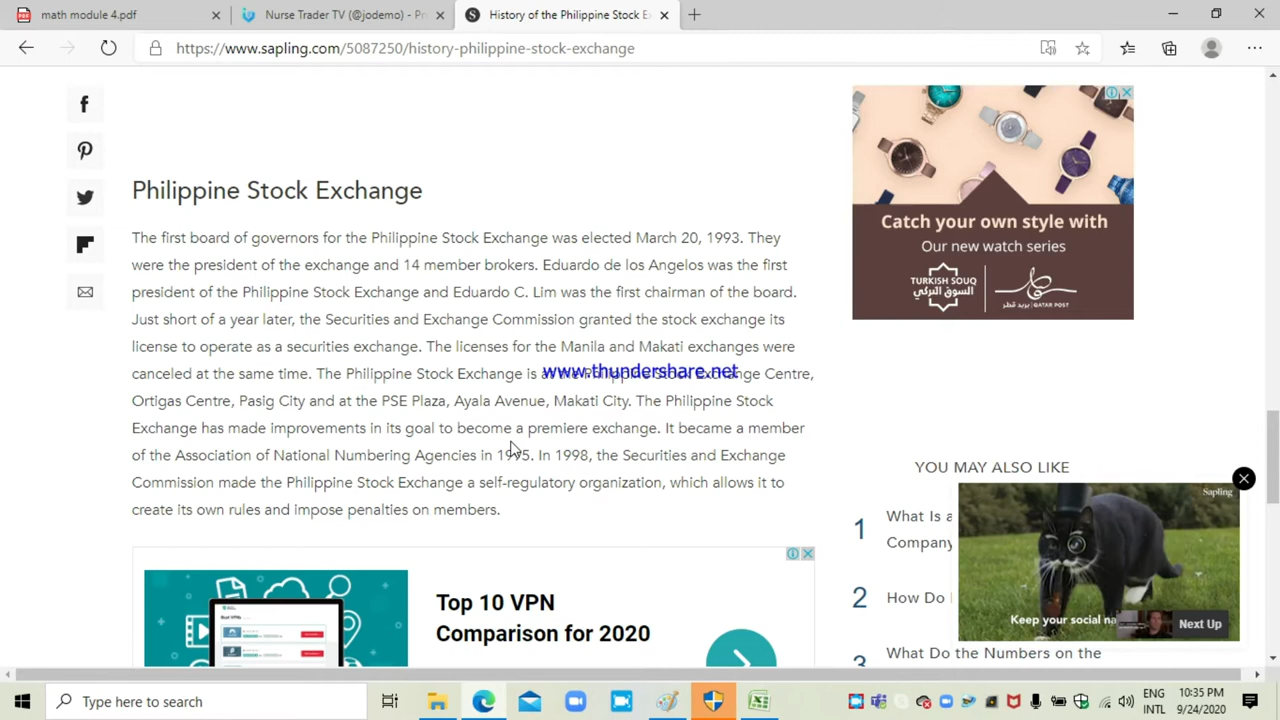 math module 4.pdf
Nurse Trader TV (@jodemo) - P
History of the Philippine Stock E
https://www.sapling.com/5087250/history-philippine-stock-exchange
Philippine Stock Exchange
The first board of governors for the Philippine Stock Exchange was elected March 20, 1993. They
were the president of the exchange and 14 member brokers. Eduardo de los Angelos was the first
president of the Philippine Stock Exchange and Eduardo C. Lim was the first chairman of the board.
Just short of a year later, the Securities and Exchange Commission granted the stock exchange its
license to operate as a securities exchange. The licenses for the Manila and Makati exchanges were
canceled at the same time. The Philippine Stock Exchange is at the Philippine Stock Exchange Centre,
www.thundershare.net
Ortigas Centre, Pasig City and at the PSE Plaza, Ayala Avenue, Makati City. The Philippine Stock
Exchange has made improvements in its goal to become a premiere exchange. It became a member
of the Association of National Numbering Agencies in 1995. In 1998, the Securities and Exchange
Commission made the Philippine Stock Exchange a self-regulatory organization, which allows it to
create its own rules and impose penalties on members.
Top 10 VPN
Comparison for 2020
Catch your own style with
Our new watch series
TURKISH SOUQ
السوق التركي
بريد قطر | QATAR POST
YOU MAY ALSO LIKE
1 What Is a
Company
2 How Do
3 What Do the Numbers on the
Sapling
Keep your social na
Next Up
Type here to search
ENG
INTL
10:35 PM
9/24/2020